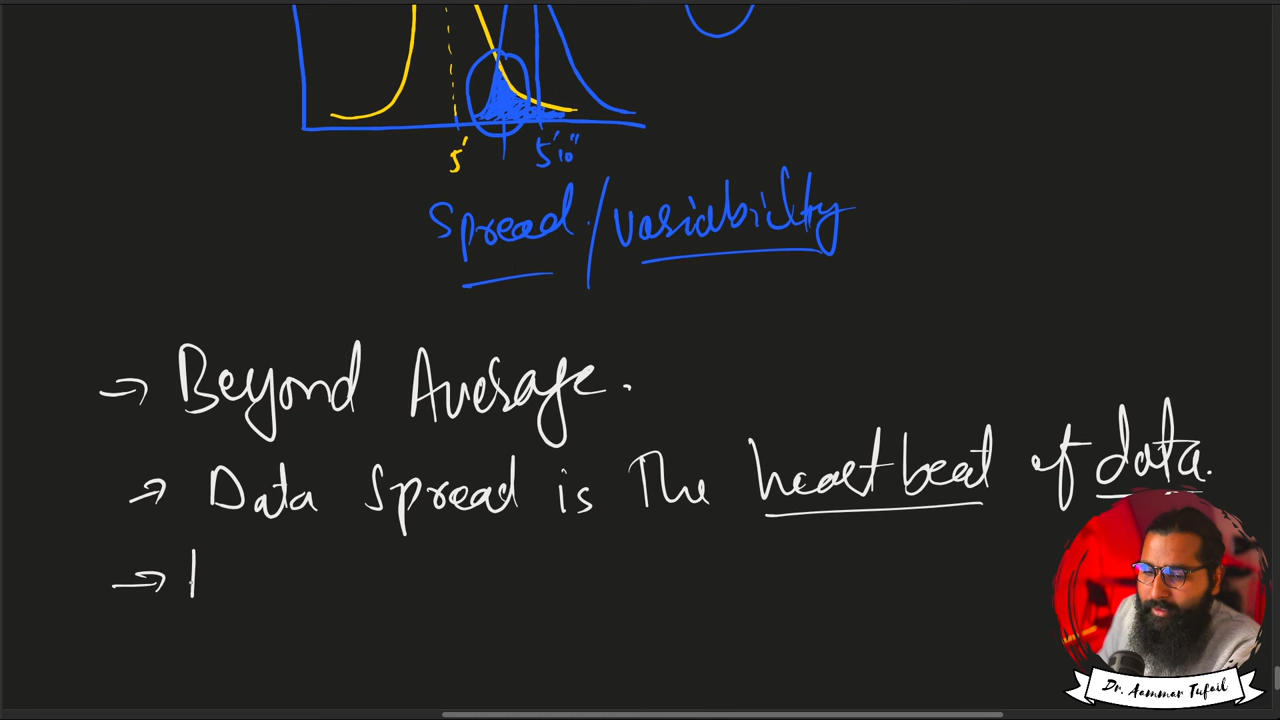 5' 5'10"
Spread / Variability
→ Beyond Average.
→ Data Spread is The heartbeat of data.
→
Dr. Aammar Tufail